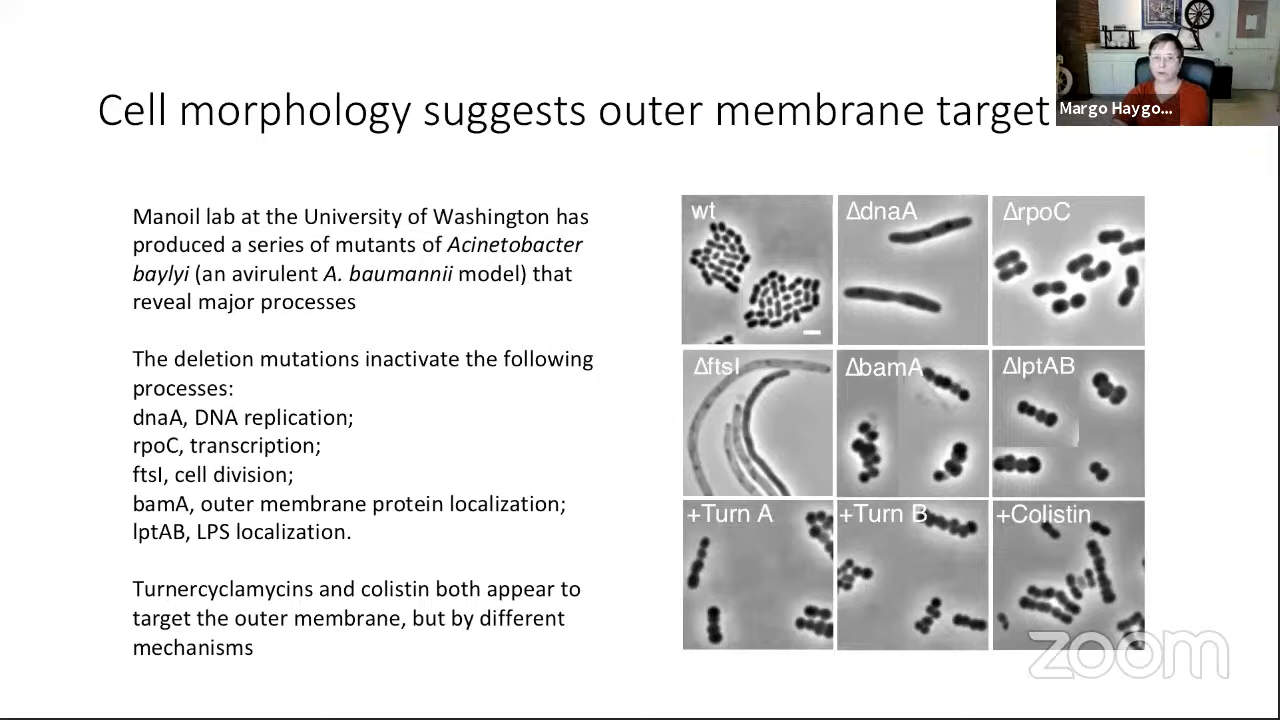 Cell morphology suggests outer membrane target
Margo Haygo...
Manoil lab at the University of Washington has
produced a series of mutants of Acinetobacter
baylyi (an avirulent A. baumannii model) that
reveal major processes
The deletion mutations inactivate the following
processes:
dnaA, DNA replication;
rpoC, transcription;
ftsI, cell division;
bamA, outer membrane protein localization;
lptAB, LPS localization.
Turnercyclamycins and colistin both appear to
target the outer membrane, but by different
mechanisms
wt
ΔdnaA
ΔrpoC
ΔftsI
ΔbamA
ΔlptAB
+Turn A
+Turn B
+Colistin
zoom